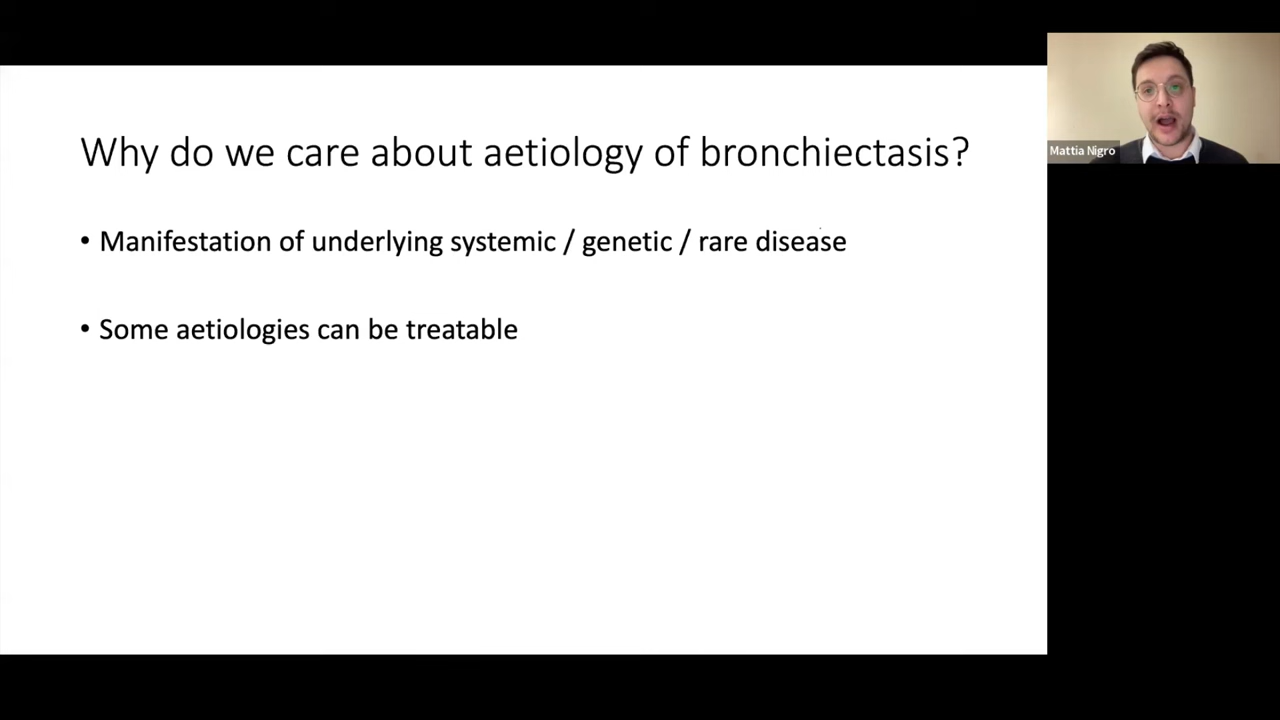 Why do we care about aetiology of bronchiectasis?
• Manifestation of underlying systemic / genetic / rare disease
• Some aetiologies can be treatable
Mattia Nigro